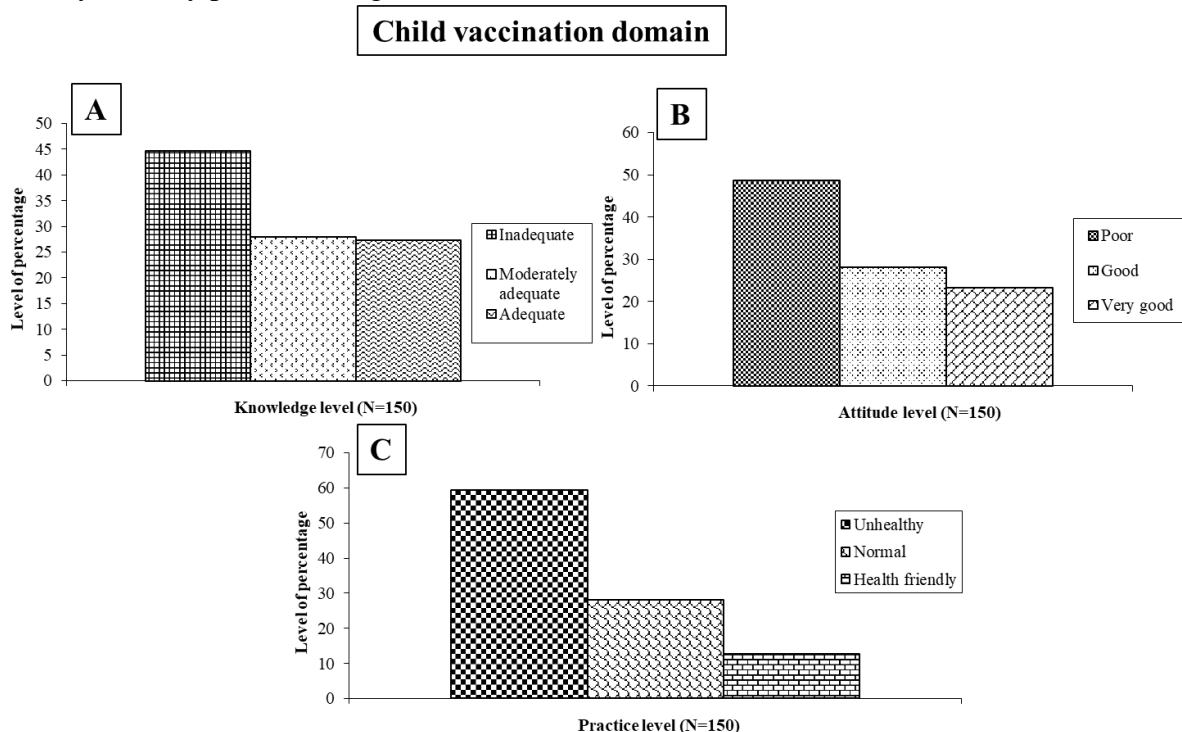 Child vaccination domain
A
50
45
40
35
30
25
20
15
10
5
0
Level of percentage
Inadequate
Moderately
adequate
Adequate
Knowledge level (N=150)
B
60
50
40
30
20
10
0
Level of percentage
Poor
Good
Very good
Attitude level (N=150)
C
70
60
50
40
30
20
10
0
Level of percentage
Unhealthy
Normal
Health friendly
Practice level (N=150)